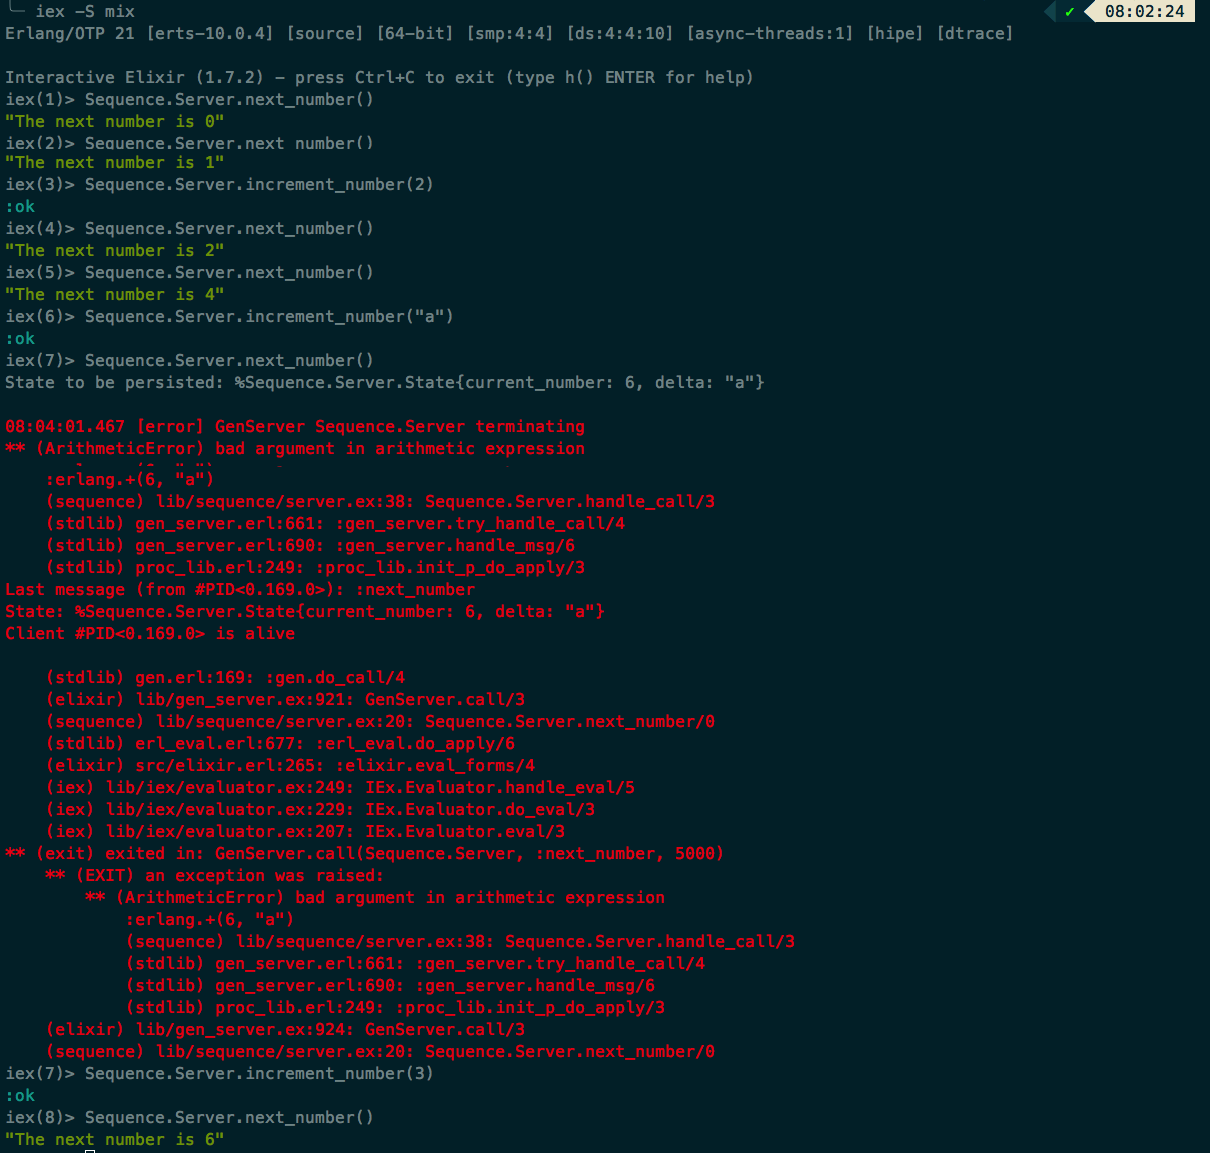 iex -S mix
✓ 08:02:24
Erlang/OTP 21 [erts-10.0.4] [source] [64-bit] [smp:4:4] [ds:4:4:10] [async-threads:1] [hipe] [dtrace]
Interactive Elixir (1.7.2) - press Ctrl+C to exit (type h() ENTER for help)
iex(1)> Sequence.Server.next_number()
"The next number is 0"
iex(2)> Sequence.Server.next_number()
"The next number is 1"
iex(3)> Sequence.Server.increment_number(2)
:ok
iex(4)> Sequence.Server.next_number()
"The next number is 2"
iex(5)> Sequence.Server.next_number()
"The next number is 4"
iex(6)> Sequence.Server.increment_number("a")
:ok
iex(7)> Sequence.Server.next_number()
State to be persisted: %Sequence.Server.State{current_number: 6, delta: "a"}
08:04:01.467 [error] GenServer Sequence.Server terminating
** (ArithmeticError) bad argument in arithmetic expression
:erlang.+(6, "a")
(sequence) lib/sequence/server.ex:38: Sequence.Server.handle_call/3
(stdlib) gen_server.erl:661: :gen_server.try_handle_call/4
(stdlib) gen_server.erl:690: :gen_server.handle_msg/6
(stdlib) proc_lib.erl:249: :proc_lib.init_p_do_apply/3
Last message (from #PID<0.169.0>): :next_number
State: %Sequence.Server.State{current_number: 6, delta: "a"}
Client #PID<0.169.0> is alive
(stdlib) gen.erl:169: :gen.do_call/4
(elixir) lib/gen_server.ex:921: GenServer.call/3
(sequence) lib/sequence/server.ex:20: Sequence.Server.next_number/0
(stdlib) erl_eval.erl:677: :erl_eval.do_apply/6
(elixir) src/elixir.erl:265: :elixir.eval_forms/4
(iex) lib/iex/evaluator.ex:249: IEx.Evaluator.handle_eval/5
(iex) lib/iex/evaluator.ex:229: IEx.Evaluator.do_eval/3
(iex) lib/iex/evaluator.ex:207: IEx.Evaluator.eval/3
** (exit) exited in: GenServer.call(Sequence.Server, :next_number, 5000)
** (EXIT) an exception was raised:
** (ArithmeticError) bad argument in arithmetic expression
:erlang.+(6, "a")
(sequence) lib/sequence/server.ex:38: Sequence.Server.handle_call/3
(stdlib) gen_server.erl:661: :gen_server.try_handle_call/4
(stdlib) gen_server.erl:690: :gen_server.handle_msg/6
(stdlib) proc_lib.erl:249: :proc_lib.init_p_do_apply/3
(elixir) lib/gen_server.ex:924: GenServer.call/3
(sequence) lib/sequence/server.ex:20: Sequence.Server.next_number/0
iex(7)> Sequence.Server.increment_number(3)
:ok
iex(8)> Sequence.Server.next_number()
"The next number is 6"